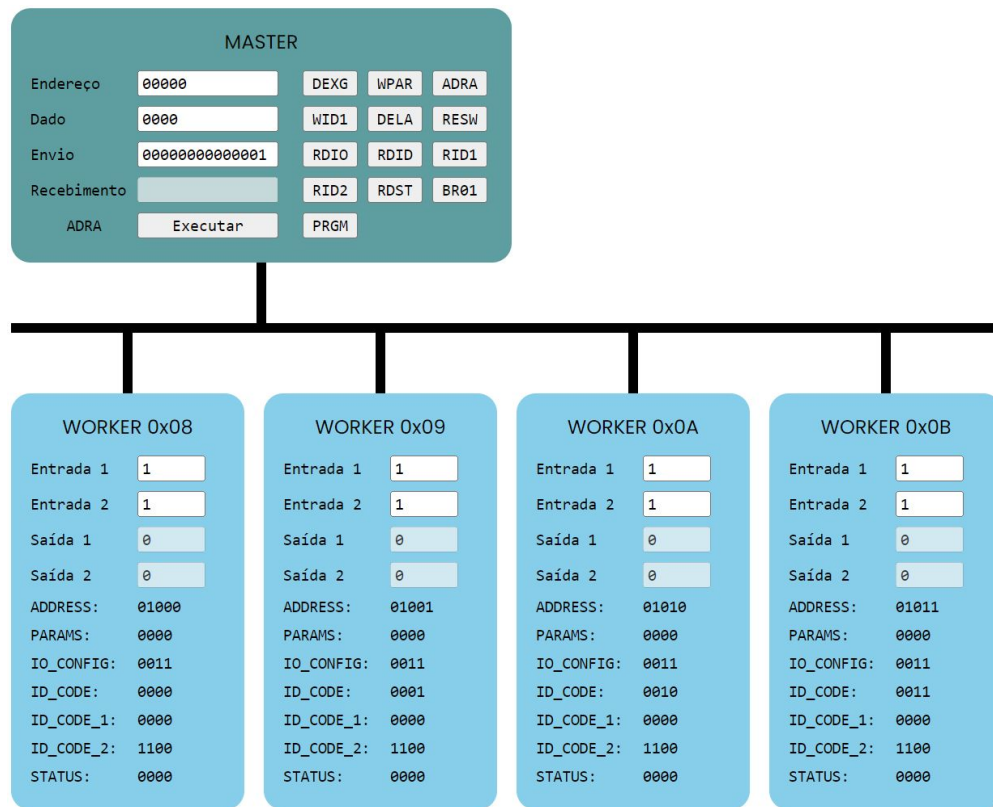 MASTER
Endereço 00000 DEXG WPAR ADRA
Dado 0000 WID1 DELA RESW
Envio 00000000000001 RDIO RDID RID1
Recebimento RID2 RDST BR01
ADRA Executar PRGM
WORKER 0x08
Entrada 1 1
Entrada 2 1
Saída 1 0
Saída 2 0
ADDRESS: 01000
PARAMS: 0000
IO_CONFIG: 0011
ID_CODE: 0000
ID_CODE_1: 0000
ID_CODE_2: 1100
STATUS: 0000
WORKER 0x09
Entrada 1 1
Entrada 2 1
Saída 1 0
Saída 2 0
ADDRESS: 01001
PARAMS: 0000
IO_CONFIG: 0011
ID_CODE: 0001
ID_CODE_1: 0000
ID_CODE_2: 1100
STATUS: 0000
WORKER 0x0A
Entrada 1 1
Entrada 2 1
Saída 1 0
Saída 2 0
ADDRESS: 01010
PARAMS: 0000
IO_CONFIG: 0011
ID_CODE: 0010
ID_CODE_1: 0000
ID_CODE_2: 1100
STATUS: 0000
WORKER 0x0B
Entrada 1 1
Entrada 2 1
Saída 1 0
Saída 2 0
ADDRESS: 01011
PARAMS: 0000
IO_CONFIG: 0011
ID_CODE: 0011
ID_CODE_1: 0000
ID_CODE_2: 1100
STATUS: 0000